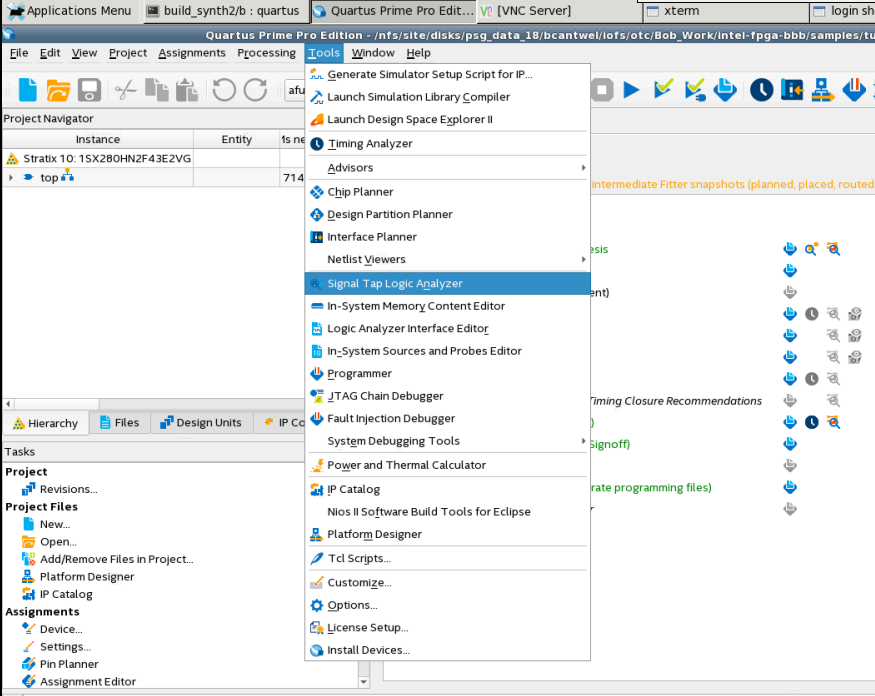 Applications Menu
build_synth2/b : quartus
Quartus Prime Pro Edit...
[VNC Server]
xterm
login sh
Quartus Prime Pro Edition - /nfs/site/disks/psg_data_18/bcantwel/iofs/otc/Bob_Work/intel-fpga-bbb/samples/tu
File Edit View Project Assignments Processing Tools Window Help
afu
Project Navigator
Instance Entity
Stratix 10: 1SX280HN2F43E2VG
top 714
Generate Simulator Setup Script for IP...
Launch Simulation Library Compiler
Launch Design Space Explorer II
Timing Analyzer
Advisors
Chip Planner
Design Partition Planner
Interface Planner
Netlist Viewers
Signal Tap Logic Analyzer
In-System Memory Content Editor
Logic Analyzer Interface Editor
In-System Sources and Probes Editor
Programmer
JTAG Chain Debugger
Fault Injection Debugger
System Debugging Tools
Power and Thermal Calculator
IP Catalog
Nios II Software Build Tools for Eclipse
Platform Designer
Tcl Scripts...
Customize...
Options...
License Setup...
Install Devices...
intermediate Fitter snapshots (planned, placed, routed
esis
ent)
Timing Closure Recommendations
)
Signoff)
rate programming files)
r
Hierarchy Files Design Units IP Co
Tasks
Project
Revisions...
Project Files
New...
Open...
Add/Remove Files in Project...
Platform Designer
IP Catalog
Assignments
Device...
Settings...
Pin Planner
Assignment Editor